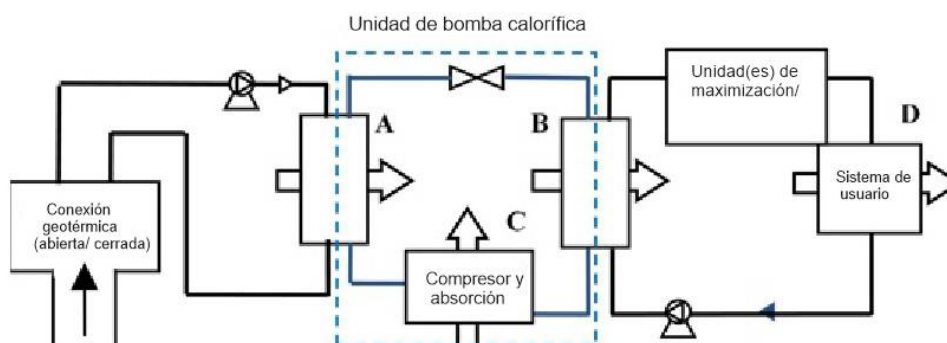 Unidad de bomba calorífica
Unidad(es) de
maximización/
A
B
D
Conexión
geotérmica
(abierta/ cerrada)
Sistema de
usuario
C
Compresor y
absorción